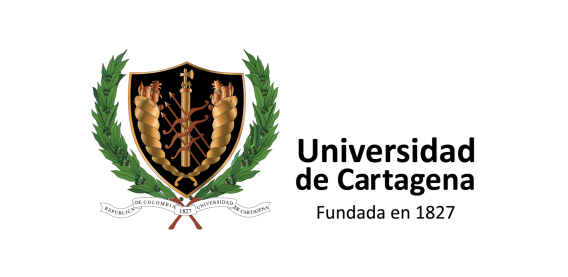 Universidad
de Cartagena
Fundada en 1827
REPUBLICA DE COLOMBIA 1827 UNIVERSIDAD DE CARTAGENA